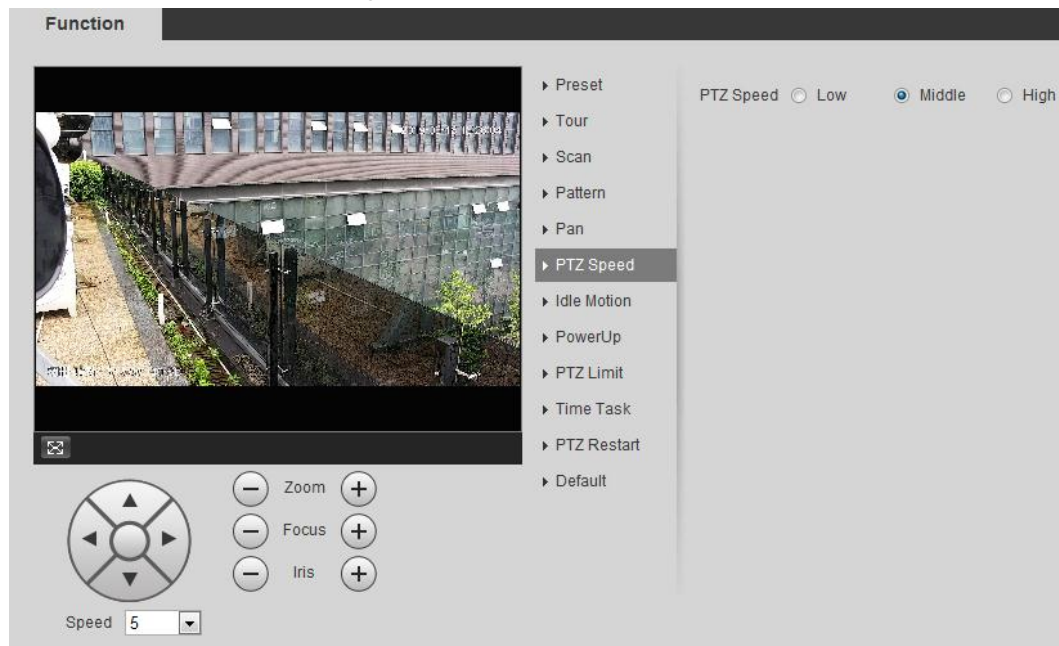 Function
Preset
Tour
Scan
Pattern
Pan
PTZ Speed
Idle Motion
PowerUp
PTZ Limit
Time Task
PTZ Restart
Default
PTZ Speed Low Middle High
Zoom
Focus
Iris
Speed 5